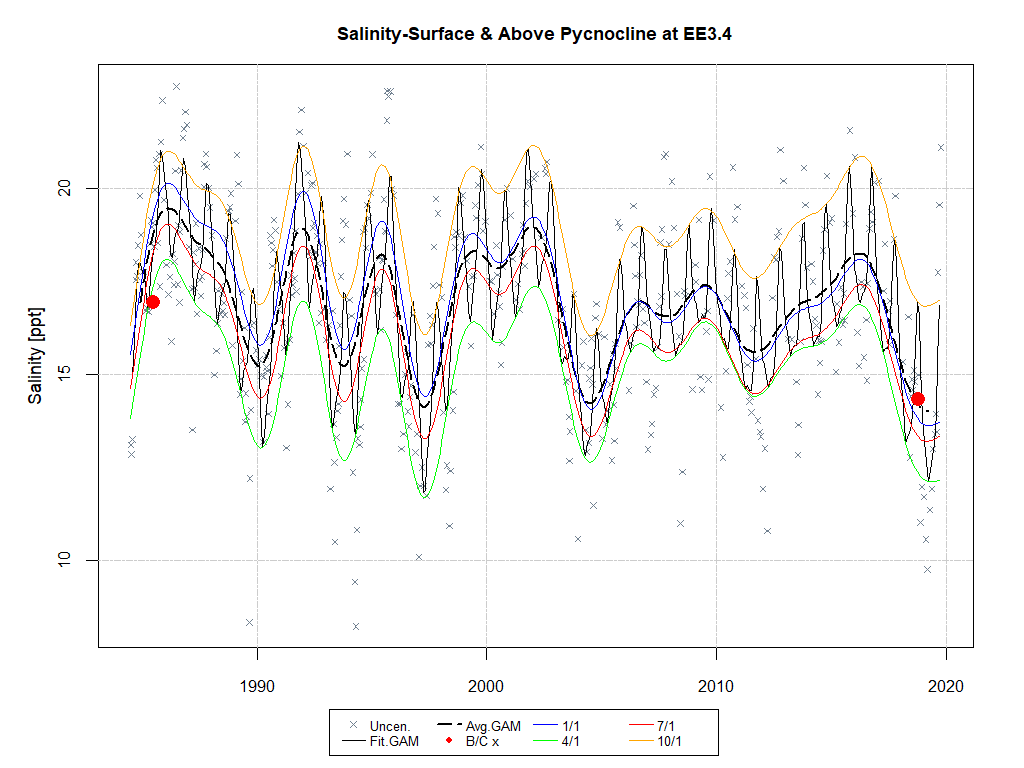 Salinity-Surface & Above Pycnocline at EE3.4
Salinity [ppt]
20
15
10
1990 2000 2010 2020
Uncen. Avg.GAM 1/1 7/1
Fit.GAM B/C x 4/1 10/1